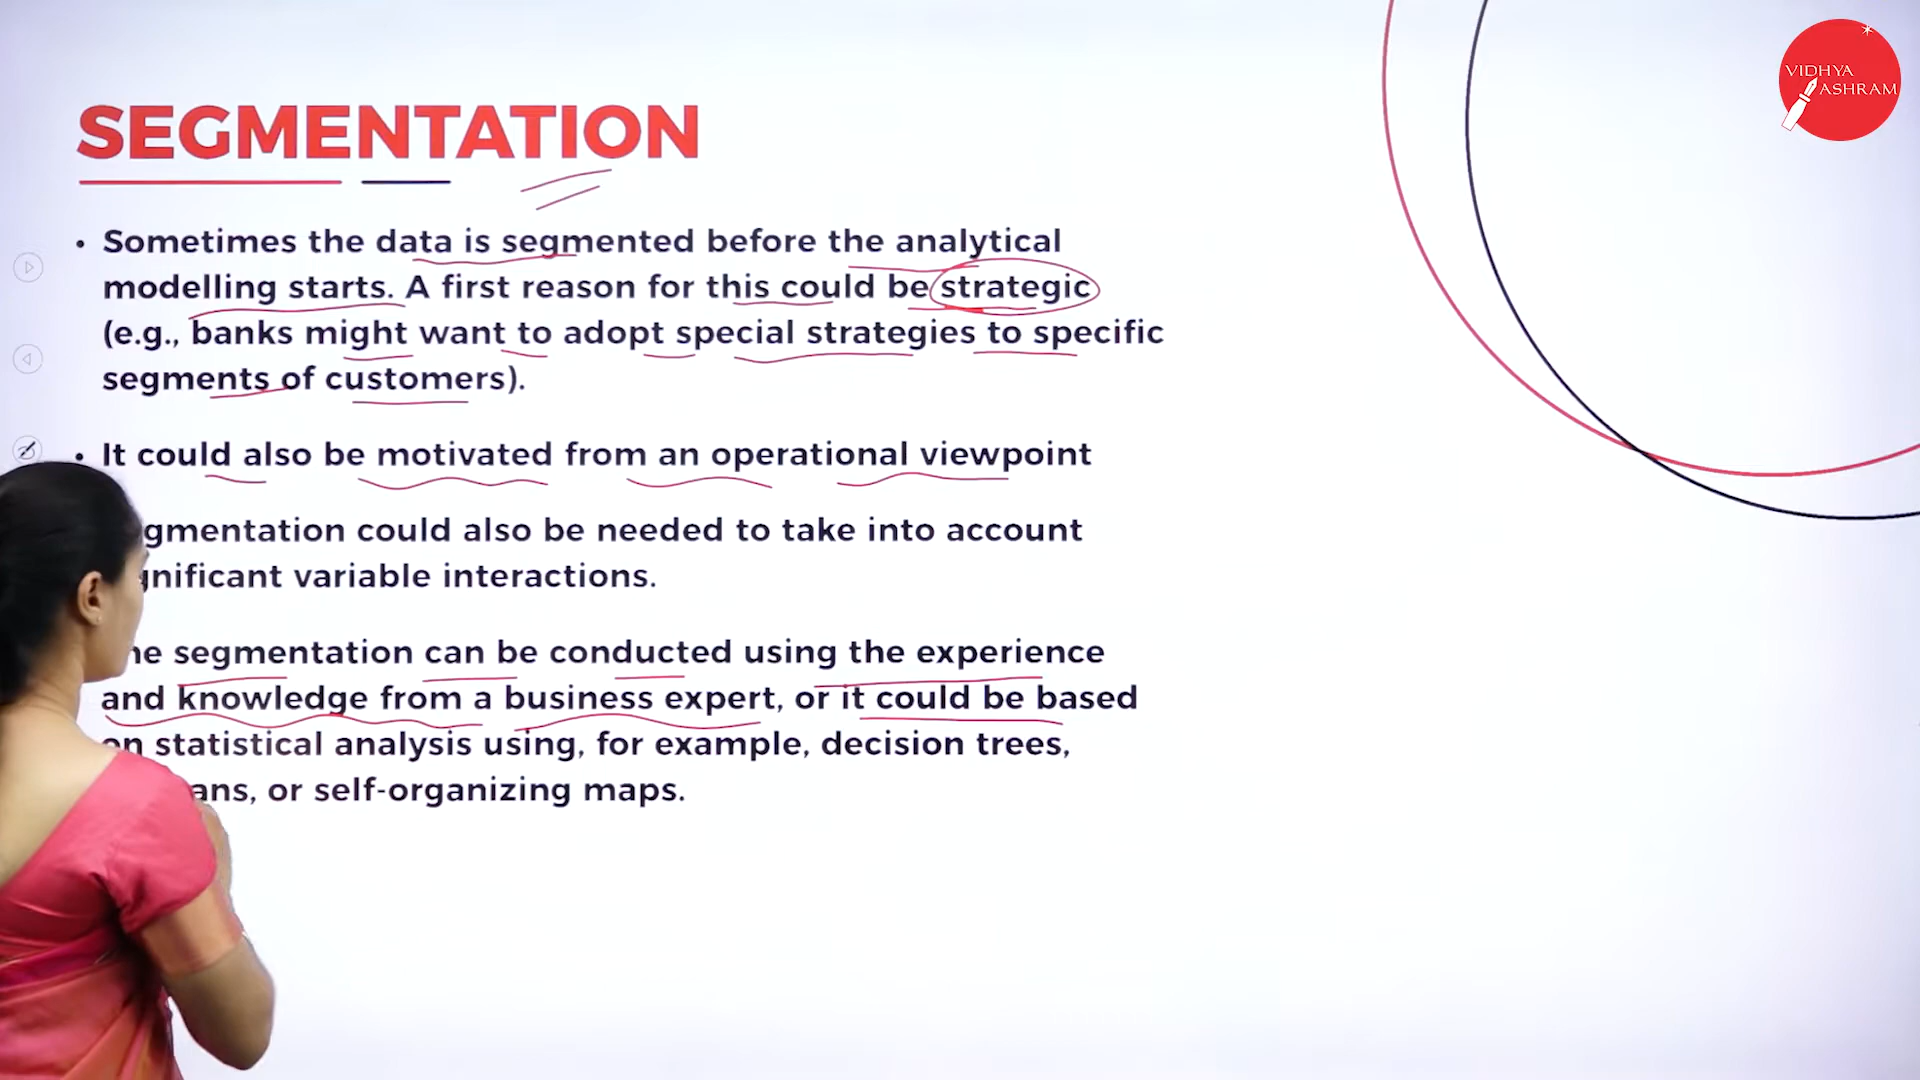 VIDHYA
ASHRAM
SEGMENTATION
• Sometimes the data is segmented before the analytical
modelling starts. A first reason for this could be strategic
(e.g., banks might want to adopt special strategies to specific
segments of customers).
• It could also be motivated from an operational viewpoint
gmentation could also be needed to take into account
gnificant variable interactions.
he segmentation can be conducted using the experience
and knowledge from a business expert, or it could be based
on statistical analysis using, for example, decision trees,
ans, or self-organizing maps.